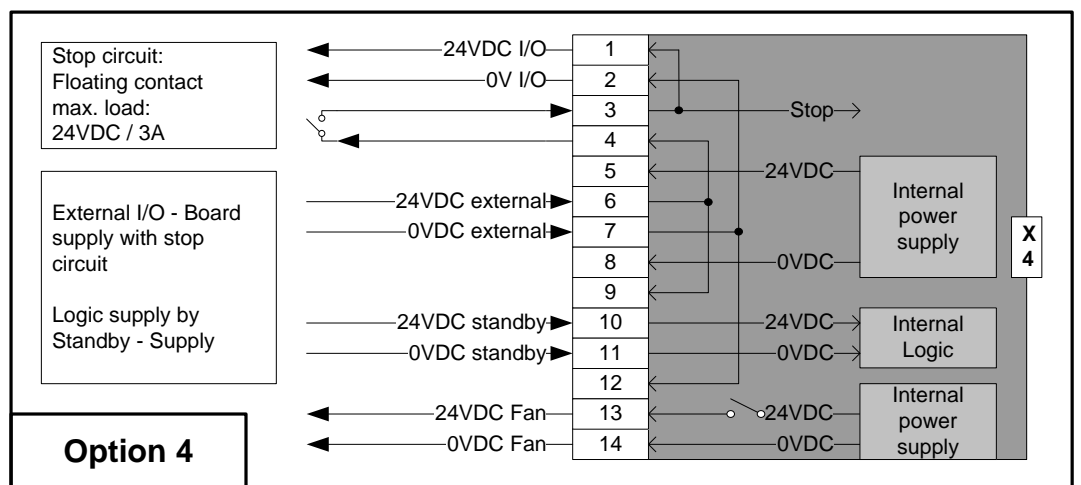 Stop circuit:
Floating contact
max. load:
24VDC / 3A
External I/O - Board
supply with stop
circuit
Logic supply by
Standby - Supply
Option 4
24VDC I/O
0V I/O
24VDC external
0VDC external
24VDC standby
0VDC standby
24VDC Fan
0VDC Fan
1
2
3
4
5
6
7
8
9
10
11
12
13
14
Stop
24VDC
0VDC
24VDC
0VDC
24VDC
0VDC
Internal
power
supply
Internal
Logic
Internal
power
supply
X
4